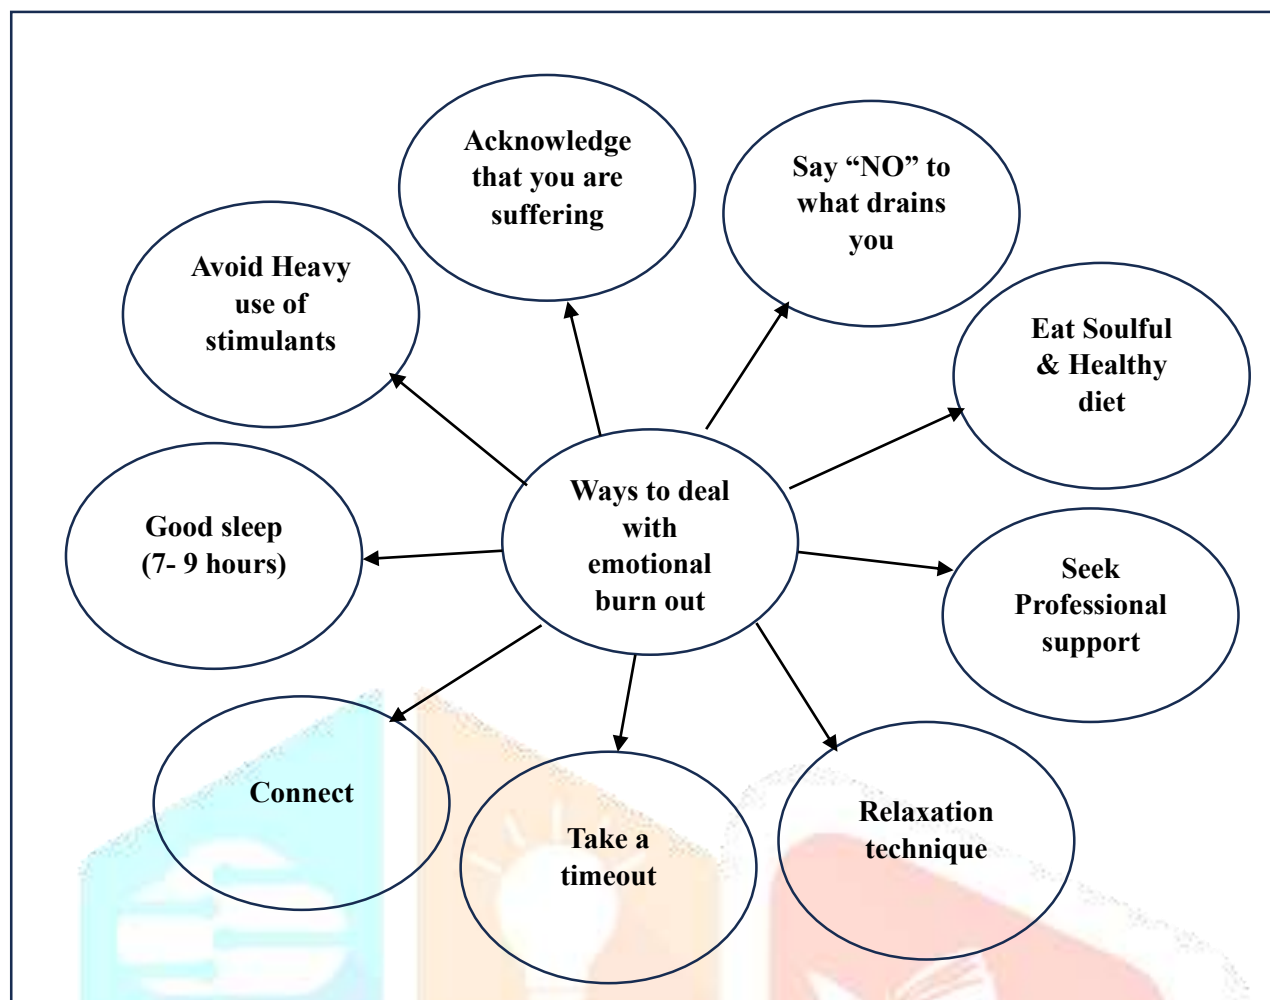 Acknowledge
that you are
suffering
Say “NO” to
what drains
you
Avoid Heavy
use of
stimulants
Eat Soulful
& Healthy
diet
Ways to deal
with
emotional
burn out
Good sleep
(7- 9 hours)
Seek
Professional
support
Connect
Take a
timeout
Relaxation
technique